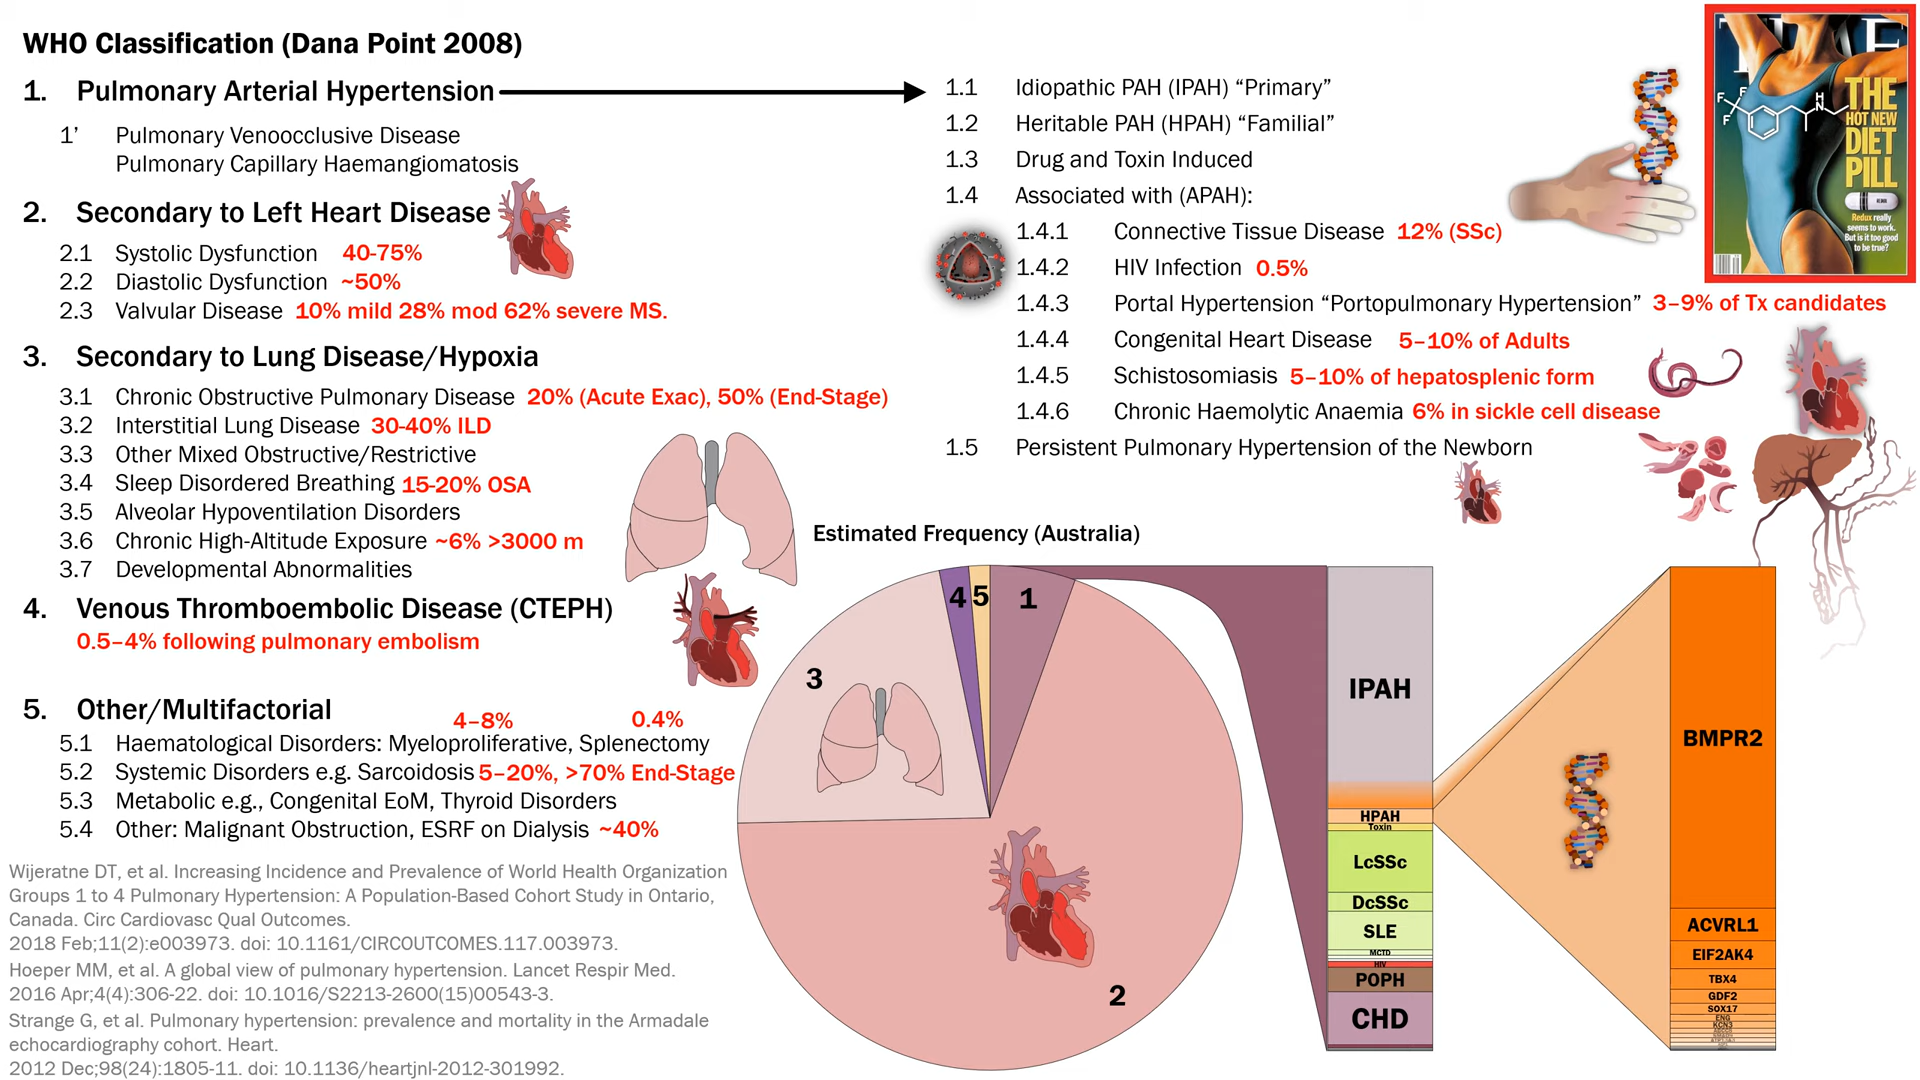 WHO Classification (Dana Point 2008)
1. Pulmonary Arterial Hypertension
1’ Pulmonary Venoocclusive Disease
Pulmonary Capillary Haemangiomatosis
2. Secondary to Left Heart Disease
2.1 Systolic Dysfunction 40-75%
2.2 Diastolic Dysfunction ~50%
2.3 Valvular Disease 10% mild 28% mod 62% severe MS.
3. Secondary to Lung Disease/Hypoxia
3.1 Chronic Obstructive Pulmonary Disease 20% (Acute Exac), 50% (End-Stage)
3.2 Interstitial Lung Disease 30-40% ILD
3.3 Other Mixed Obstructive/Restrictive
3.4 Sleep Disordered Breathing 15-20% OSA
3.5 Alveolar Hypoventilation Disorders
3.6 Chronic High-Altitude Exposure ~6% >3000 m
3.7 Developmental Abnormalities
4. Venous Thromboembolic Disease (CTEPH)
0.5–4% following pulmonary embolism
5. Other/Multifactorial
4–8% 0.4%
5.1 Haematological Disorders: Myeloproliferative, Splenectomy
5.2 Systemic Disorders e.g. Sarcoidosis 5–20%, >70% End-Stage
5.3 Metabolic e.g., Congenital EoM, Thyroid Disorders
5.4 Other: Malignant Obstruction, ESRF on Dialysis ~40%
Wijeratne DT, et al. Increasing Incidence and Prevalence of World Health Organization
Groups 1 to 4 Pulmonary Hypertension: A Population-Based Cohort Study in Ontario,
Canada. Circ Cardiovasc Qual Outcomes.
2018 Feb;11(2):e003973. doi: 10.1161/CIRCOUTCOMES.117.003973.
Hoeper MM, et al. A global view of pulmonary hypertension. Lancet Respir Med.
2016 Apr;4(4):306-22. doi: 10.1016/S2213-2600(15)00543-3.
Strange G, et al. Pulmonary hypertension: prevalence and mortality in the Armadale
echocardiography cohort. Heart.
2012 Dec;98(24):1805-11. doi: 10.1136/heartjnl-2012-301992.
1.1 Idiopathic PAH (IPAH) “Primary”
1.2 Heritable PAH (HPAH) “Familial”
1.3 Drug and Toxin Induced
1.4 Associated with (APAH):
1.4.1 Connective Tissue Disease 12% (SSc)
1.4.2 HIV Infection 0.5%
1.4.3 Portal Hypertension “Portopulmonary Hypertension” 3–9% of Tx candidates
1.4.4 Congenital Heart Disease 5–10% of Adults
1.4.5 Schistosomiasis 5–10% of hepatosplenic form
1.4.6 Chronic Haemolytic Anaemia 6% in sickle cell disease
1.5 Persistent Pulmonary Hypertension of the Newborn
F
F
F
H
N
THE
HOT NEW
DIET
PILL
Redux really
seems to work.
But is it too good
to be true?
Estimated Frequency (Australia)
4 5 1
3
2
IPAH
HPAH
Toxin
LcSSc
DcSSc
SLE
MCTD
HIV
POPH
CHD
BMPR2
ACVRL1
EIF2AK4
TBX4
GDF2
SOX17
ENG
KCN3